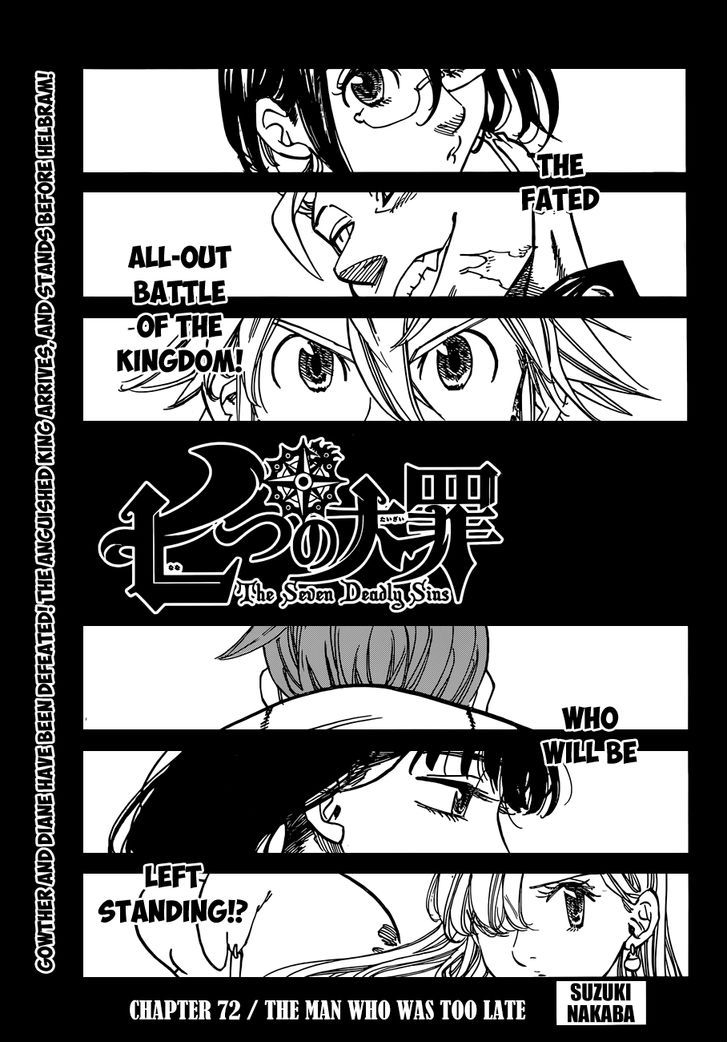 GOWTHER AND DIANE HAVE BEEN DEFEATED! THE ANGUISHED KING ARRIVES, AND STANDS BEFORE HELBRAM!
THE
FATED
ALL-OUT
BATTLE
OF THE
KINGDOM!
七つの大罪
たいざい
The Seven Deadly Sins
WHO
WILL BE
LEFT
STANDING!?
CHAPTER 72 / THE MAN WHO WAS TOO LATE
SUZUKI
NAKABA